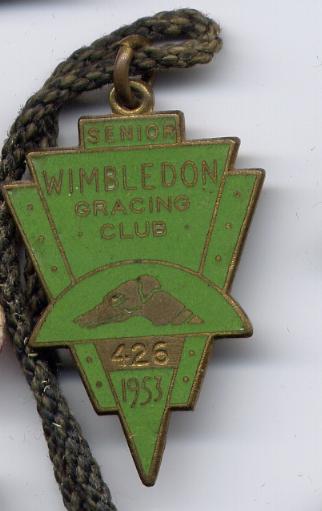 SENIOR
WIMBLEDON
GRACING
CLUB
426
1953